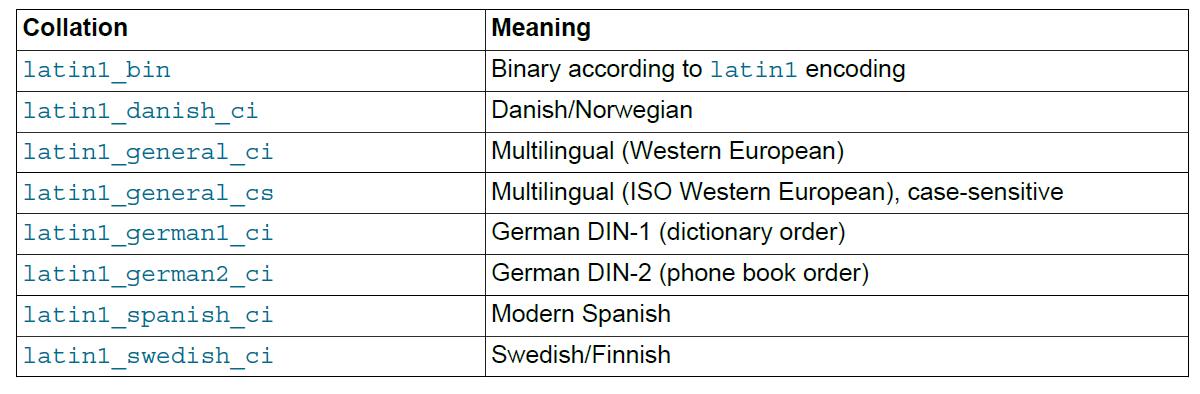 Collation Meaning
latin1_bin Binary according to latin1 encoding
latin1_danish_ci Danish/Norwegian
latin1_general_ci Multilingual (Western European)
latin1_general_cs Multilingual (ISO Western European), case-sensitive
latin1_german1_ci German DIN-1 (dictionary order)
latin1_german2_ci German DIN-2 (phone book order)
latin1_spanish_ci Modern Spanish
latin1_swedish_ci Swedish/Finnish